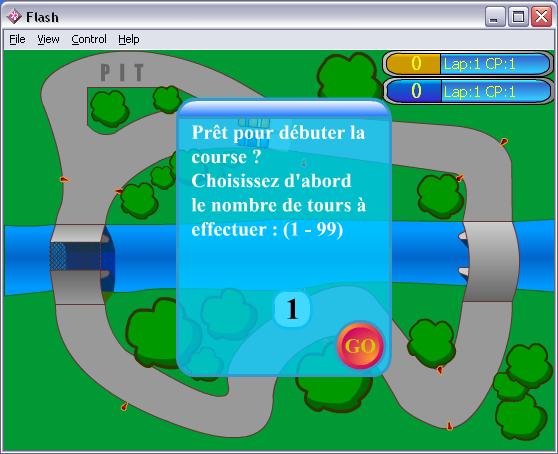 Flash
File View Control Help
PIT
0 Lap:1 CP:1
0 Lap:1 CP:1
Prêt pour débuter la
course ?
Choisissez d'abord
le nombre de tours à
effectuer : (1 - 99)
1
GO